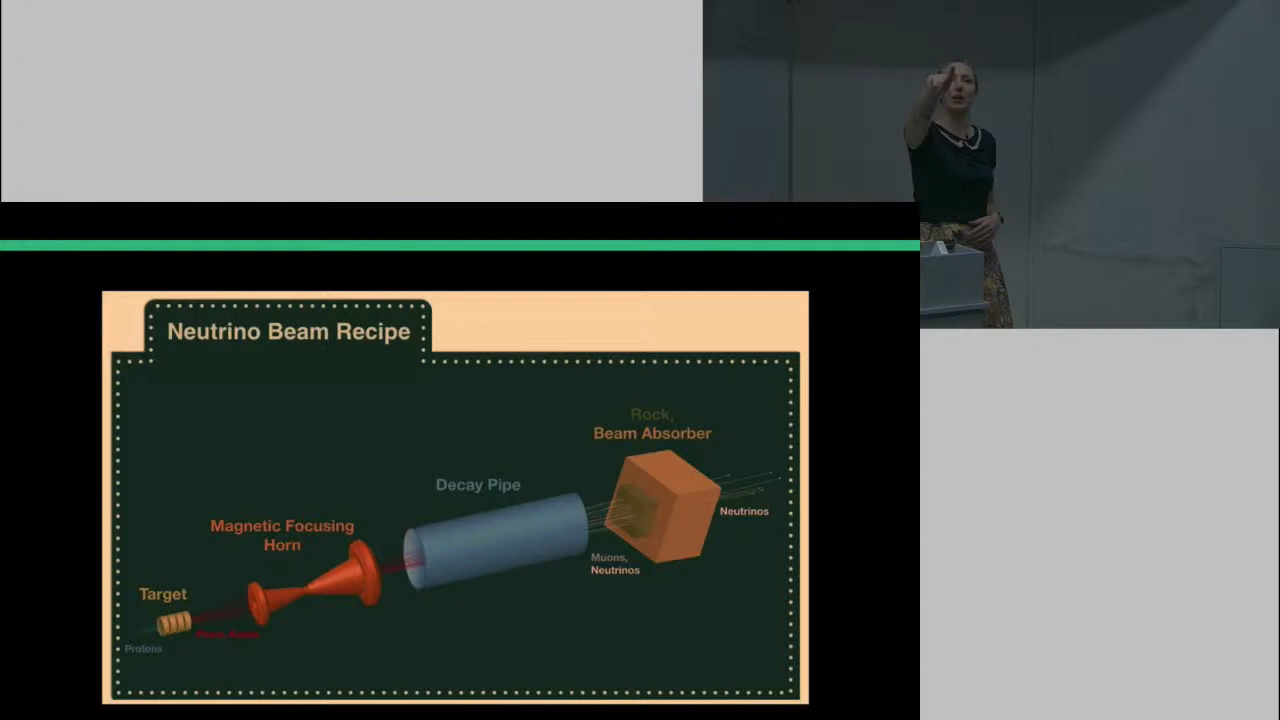 Neutrino Beam Recipe
Rock,
Beam Absorber
Decay Pipe
Neutrinos
Magnetic Focusing
Horn
Muons,
Neutrinos
Target
Protons